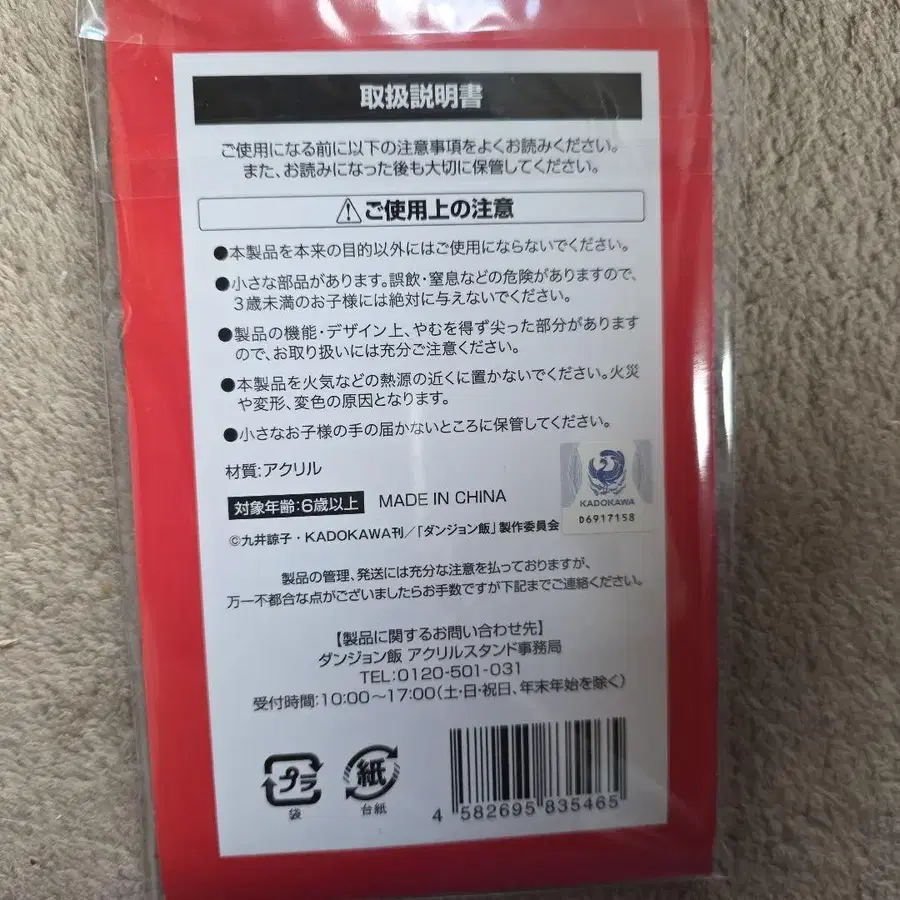 取扱説明書
ご使用になる前に以下の注意事項をよくお読みください。
また、お読みになった後も大切に保管してください。
⚠ご使用上の注意
●本製品を本来の目的以外にはご使用にならないでください。
●小さな部品があります。誤飲・窒息などの危険がありますので、
3歳未満のお子様には絶対に与えないでください。
●製品の機能・デザイン上、やむを得ず尖った部分があります
ので、お取り扱いには充分ご注意ください。
●本製品を火気などの熱源の近くに置かないでください。火災
や変形、変色の原因となります。
●小さなお子様の手の届かないところに保管してください。
材質:アクリル
対象年齢:6歳以上 MADE IN CHINA
KADOKAWA
D6917158
©九井諒子・KADOKAWA刊/「ダンジョン飯」製作委員会
製品の管理、発送には充分な注意を払っておりますが、
万一不都合な点がございましたらお手数ですが下記までご連絡ください。
【製品に関するお問い合わせ先】
ダンジョン飯 アクリルスタンド事務局
TEL:0120-501-031
受付時間:10:00~17:00(土・日・祝日、年末年始を除く)
プラ 紙
袋 台紙
4 582695 835465